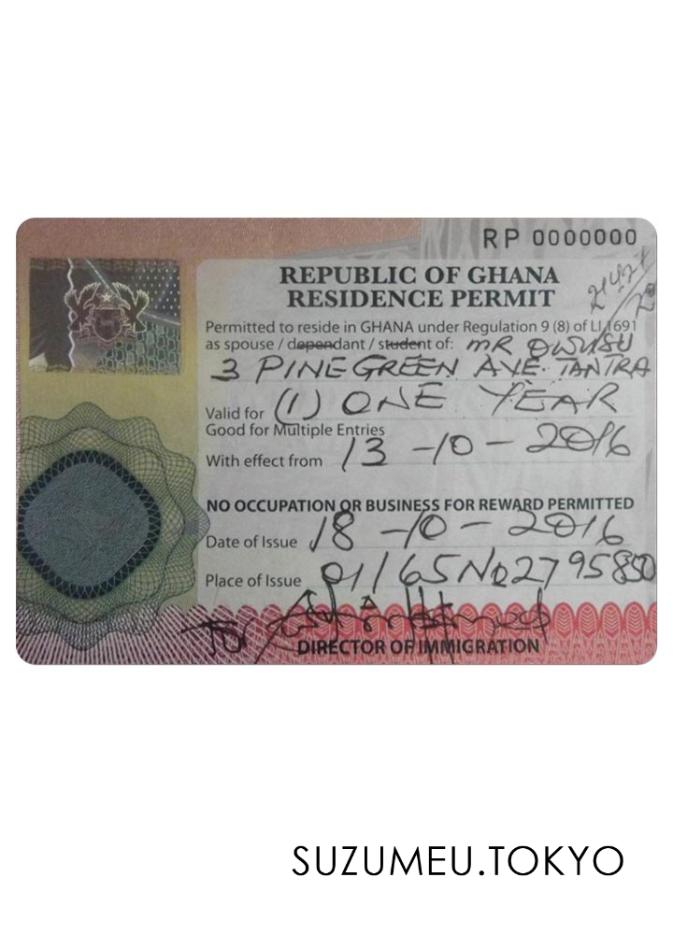 RP 0000000
REPUBLIC OF GHANA
RESIDENCE PERMIT
Permitted to reside in GHANA under Regulation 9 (8) of LI 1691
as spouse / dependant / student of: MR OWUSU
3 PINE GREEN AVE. TANTRA
Valid for (1) ONE YEAR
Good for Multiple Entries
With effect from 13-10-2016
NO OCCUPATION OR BUSINESS FOR REWARD PERMITTED
Date of Issue 18-10-2016
Place of Issue 01/65No2795850
DIRECTOR OF IMMIGRATION
SUZUMEU.TOKYO